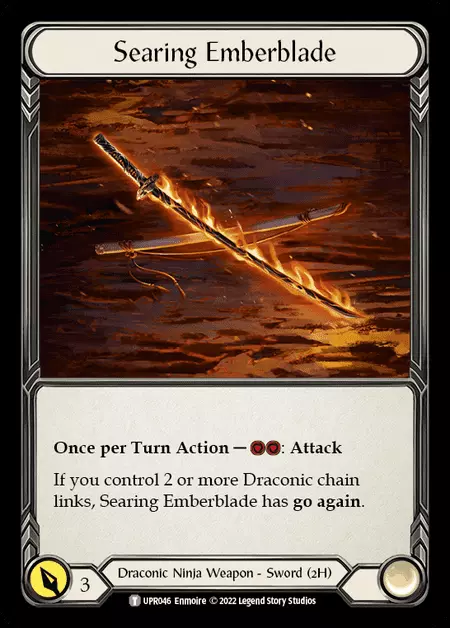 Searing Emberblade
Once per Turn Action — : Attack
If you control 2 or more Draconic chain
links, Searing Emberblade has go again.
3
Draconic Ninja Weapon - Sword (2H)
T UPR046 Enmoire © 2022 Legend Story Studios